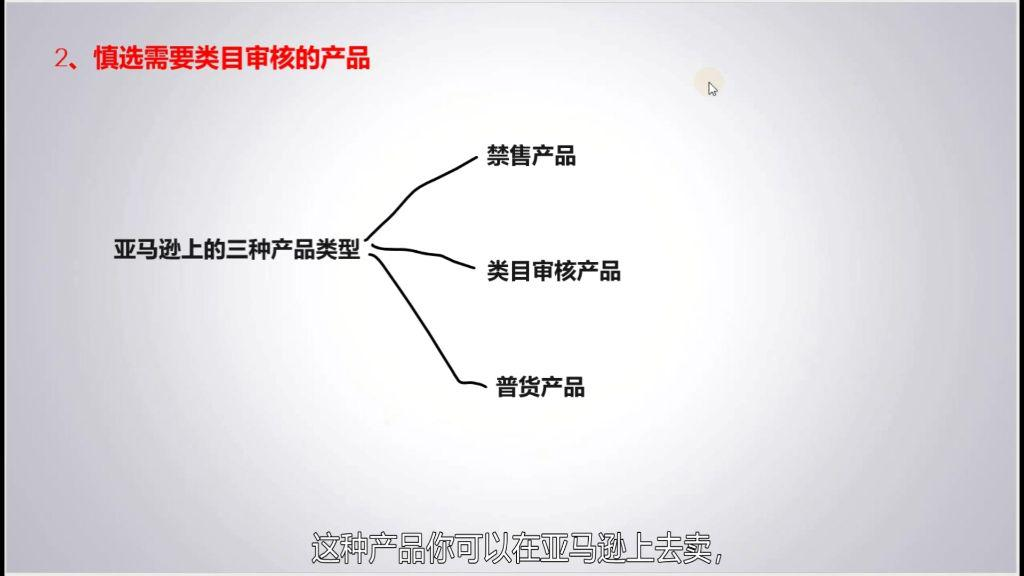 2、慎选需要类目审核的产品
禁售产品
亚马逊上的三种产品类型
类目审核产品
普货产品
这种产品你可以在亚马逊上去卖，